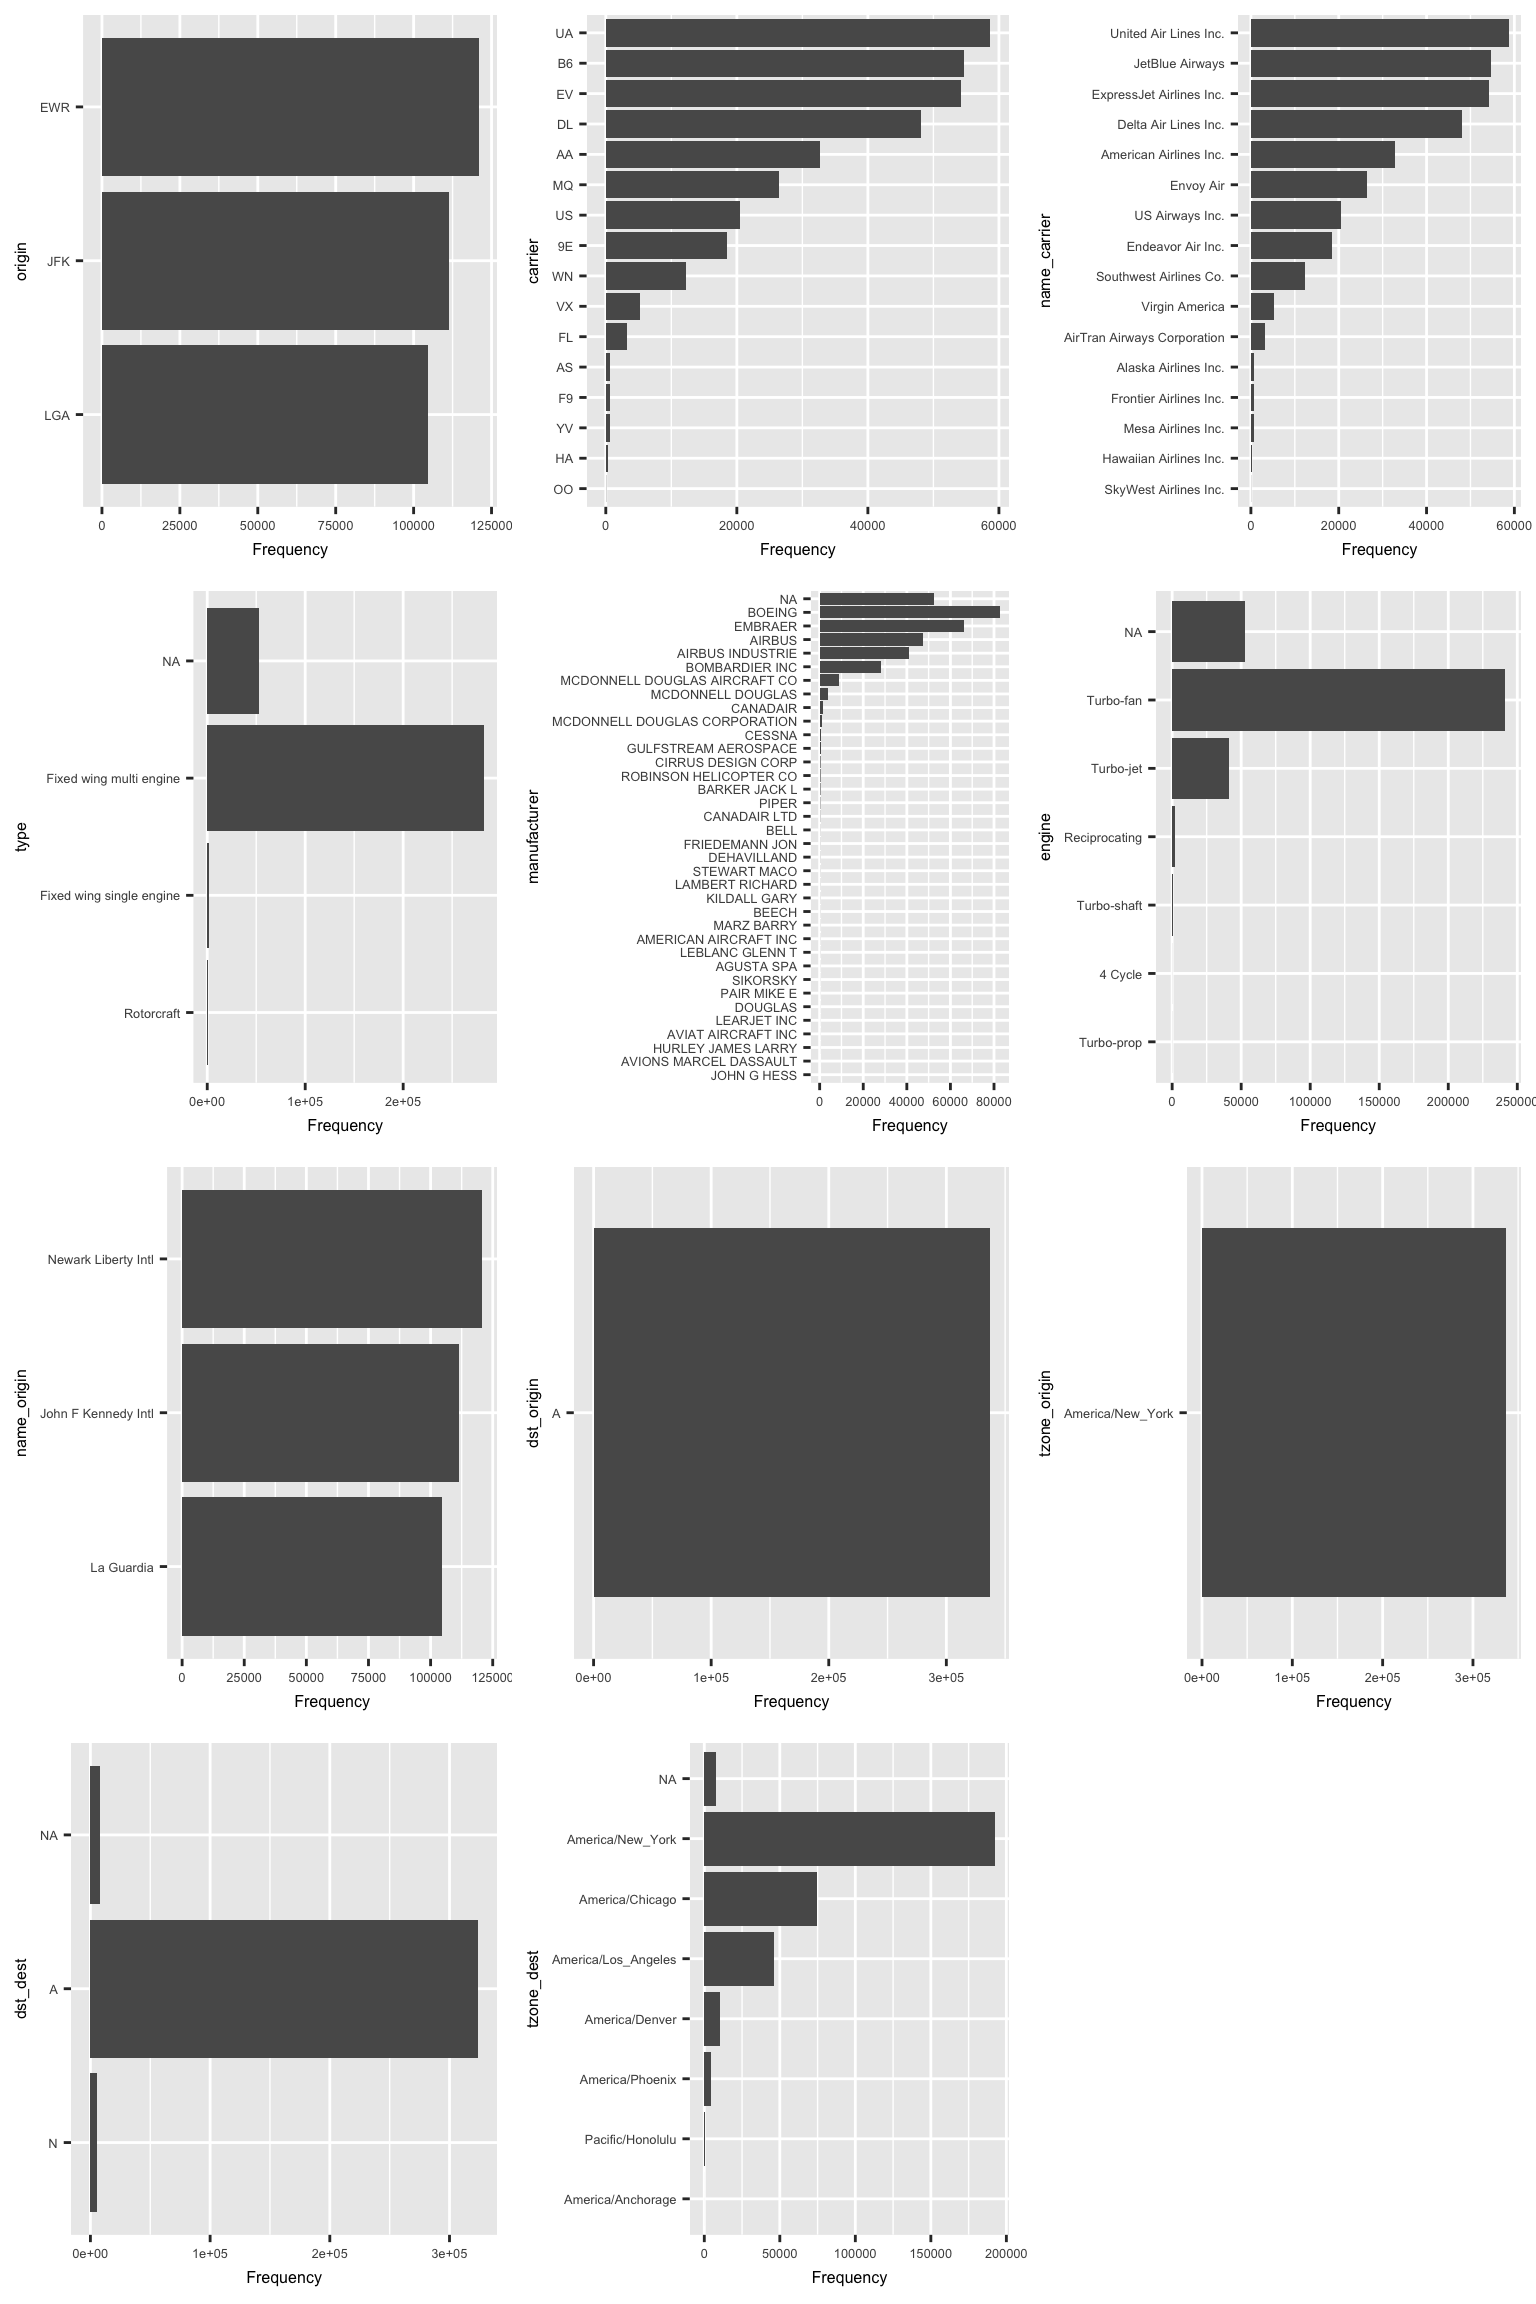 origin
EWR
JFK
LGA
0 25000 50000 75000 100000 125000
Frequency
carrier
UA
B6
EV
DL
AA
MQ
US
9E
WN
VX
FL
AS
F9
YV
HA
OO
0 20000 40000 60000
Frequency
name_carrier
United Air Lines Inc.
JetBlue Airways
ExpressJet Airlines Inc.
Delta Air Lines Inc.
American Airlines Inc.
Envoy Air
US Airways Inc.
Endeavor Air Inc.
Southwest Airlines Co.
Virgin America
AirTran Airways Corporation
Alaska Airlines Inc.
Frontier Airlines Inc.
Mesa Airlines Inc.
Hawaiian Airlines Inc.
SkyWest Airlines Inc.
0 20000 40000 60000
Frequency
type
NA
Fixed wing multi engine
Fixed wing single engine
Rotorcraft
0e+00 1e+05 2e+05
Frequency
manufacturer
NA
BOEING
EMBRAER
AIRBUS
AIRBUS INDUSTRIE
BOMBARDIER INC
MCDONNELL DOUGLAS AIRCRAFT CO
MCDONNELL DOUGLAS
CANADAIR
MCDONNELL DOUGLAS CORPORATION
CESSNA
GULFSTREAM AEROSPACE
CIRRUS DESIGN CORP
ROBINSON HELICOPTER CO
BARKER JACK L
PIPER
CANADAIR LTD
BELL
FRIEDEMANN JON
DEHAVILLAND
STEWART MACO
LAMBERT RICHARD
KILDALL GARY
BEECH
MARZ BARRY
AMERICAN AIRCRAFT INC
LEBLANC GLENN T
AGUSTA SPA
SIKORSKY
PAIR MIKE E
DOUGLAS
LEARJET INC
AVIAT AIRCRAFT INC
HURLEY JAMES LARRY
AVIONS MARCEL DASSAULT
JOHN G HESS
0 20000 40000 60000 80000
Frequency
engine
NA
Turbo-fan
Turbo-jet
Reciprocating
Turbo-shaft
4 Cycle
Turbo-prop
0 50000 100000 150000 200000 250000
Frequency
name_origin
Newark Liberty Intl
John F Kennedy Intl
La Guardia
0 25000 50000 75000 100000 125000
Frequency
dst_origin
A
0e+00 1e+05 2e+05 3e+05
Frequency
tzone_origin
America/New_York
0e+00 1e+05 2e+05 3e+05
Frequency
dst_dest
NA
A
N
0e+00 1e+05 2e+05 3e+05
Frequency
tzone_dest
NA
America/New_York
America/Chicago
America/Los_Angeles
America/Denver
America/Phoenix
Pacific/Honolulu
America/Anchorage
0 50000 100000 150000 200000
Frequency